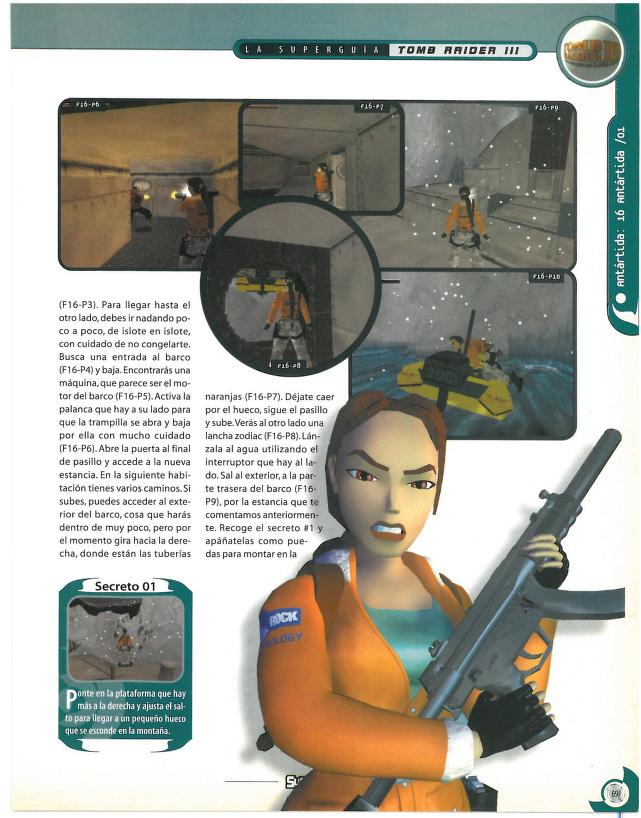 LA SUPERGUÍA TOMB RAIDER III
Antártida: 16 Antártida /01
F16-P6
F16-P7
F16-P9
F16-P8
F16-P10
(F16-P3). Para llegar hasta el
otro lado, debes ir nadando po-
co a poco, de islote en islote,
con cuidado de no congelarte.
Busca una entrada al barco
(F16-P4) y baja. Encontrarás una
máquina, que parece ser el mo-
tor del barco (F16-P5). Activa la
palanca que hay a su lado para
que la trampilla se abra y baja
por ella con mucho cuidado
(F16-P6). Abre la puerta al final
de pasillo y accede a la nueva
estancia. En la siguiente habi-
tación tienes varios caminos. Si
subes, puedes acceder al exte-
rior del barco, cosa que harás
dentro de muy poco, pero por
el momento gira hacia la dere-
cha, donde están las tuberías
naranjas (F16-P7). Déjate caer
por el hueco, sigue el pasillo
y sube. Verás al otro lado una
lancha zodiac (F16-P8). Lán-
zala al agua utilizando el
interruptor que hay al la-
do. Sal al exterior, a la par-
te trasera del barco (F16-
P9), por la estancia que te
comentamos anteriormen-
te. Recoge el secreto #1 y
apáñatelas como pue-
das para montar en la
Secreto 01
Ponte en la plataforma que hay
más a la derecha y ajusta el sal-
to para llegar a un pequeño hueco
que se esconde en la montaña.
ROCK
NOLOGY
69